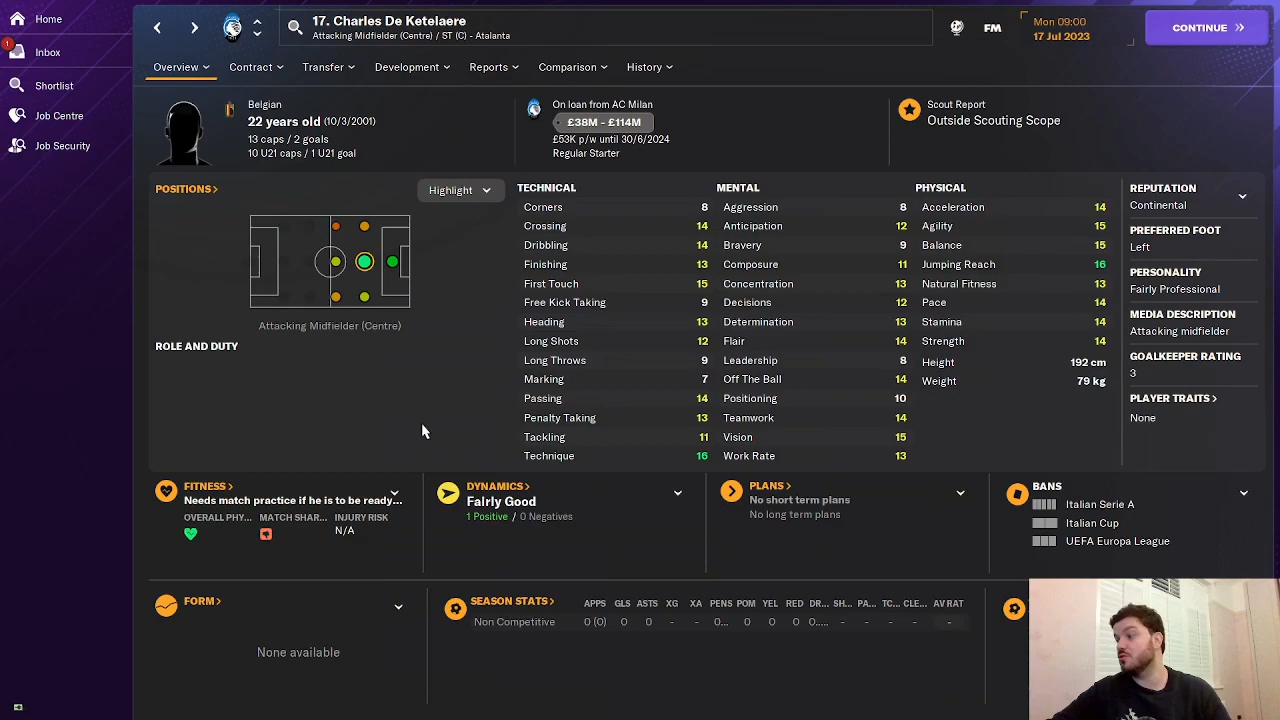 Home
Inbox
1
Shortlist
Job Centre
Job Security
17. Charles De Ketelaere
Attacking Midfielder (Centre) / ST (C) - Atalanta
FM
Mon 09:00
17 Jul 2023
CONTINUE
Overview
Contract
Transfer
Development
Reports
Comparison
History
Belgian
22 years old (10/3/2001)
13 caps / 2 goals
10 U21 caps / 1 U21 goal
On loan from AC Milan
£38M - £114M
£53K p/w until 30/6/2024
Regular Starter
Scout Report
Outside Scouting Scope
POSITIONS>
Highlight
Attacking Midfielder (Centre)
ROLE AND DUTY
TECHNICAL
Corners 8
Crossing 14
Dribbling 14
Finishing 13
First Touch 15
Free Kick Taking 9
Heading 13
Long Shots 12
Long Throws 9
Marking 7
Passing 14
Penalty Taking 13
Tackling 11
Technique 16
MENTAL
Aggression 8
Anticipation 12
Bravery 9
Composure 11
Concentration 13
Decisions 12
Determination 13
Flair 14
Leadership 8
Off The Ball 14
Positioning 10
Teamwork 14
Vision 15
Work Rate 13
PHYSICAL
Acceleration 14
Agility 15
Balance 15
Jumping Reach 16
Natural Fitness 13
Pace 14
Stamina 14
Strength 14
Height 192 cm
Weight 79 kg
REPUTATION
Continental
PREFERRED FOOT
Left
PERSONALITY
Fairly Professional
MEDIA DESCRIPTION
Attacking midfielder
GOALKEEPER RATING
3
PLAYER TRAITS>
None
FITNESS>
Needs match practice if he is to be ready...
OVERALL PHY... MATCH SHAR... INJURY RISK
N/A
DYNAMICS>
Fairly Good
1 Positive / 0 Negatives
PLANS>
No short term plans
No long term plans
BANS
Italian Serie A
Italian Cup
UEFA Europa League
FORM>
None available
SEASON STATS>
APPS GLS ASTS XG XA PENS POM YEL RED DR... SH... PA... TC... CLE... AV RAT
Non Competitive 0 (0) 0 0 - - 0... 0 0 0 0..... - - - - -